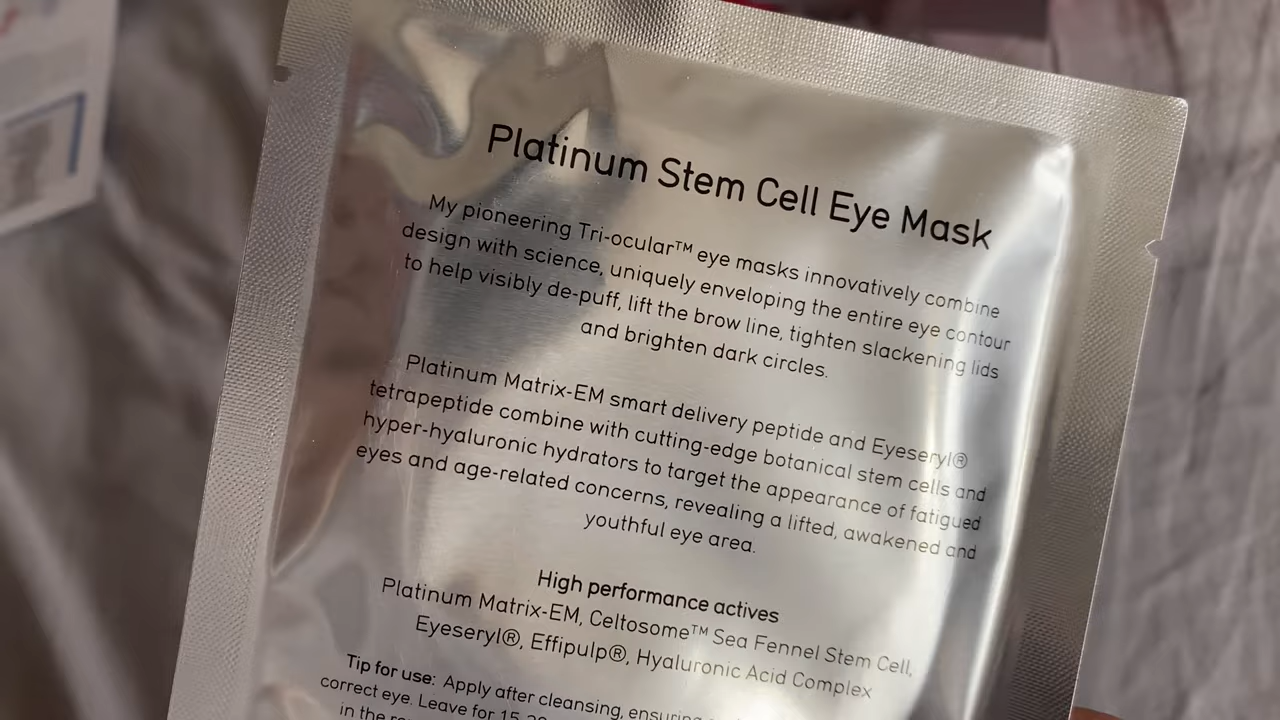 Platinum Stem Cell Eye Mask
My pioneering Tri-ocular™ eye masks innovatively combine
design with science, uniquely enveloping the entire eye contour
to help visibly de-puff, lift the brow line, tighten slackening lids
and brighten dark circles.
Platinum Matrix-EM smart delivery peptide and Eyeseryl®
tetrapeptide combine with cutting-edge botanical stem cells and
hyper-hyaluronic hydrators to target the appearance of fatigued
eyes and age-related concerns, revealing a lifted, awakened and
youthful eye area.
High performance actives
Platinum Matrix-EM, Celtosome™ Sea Fennel Stem Cell,
Eyeseryl®, Effipulp®, Hyaluronic Acid Complex
Tip for use: Apply after cleansing, ensuring
correct eye. Leave for 15-20
in the